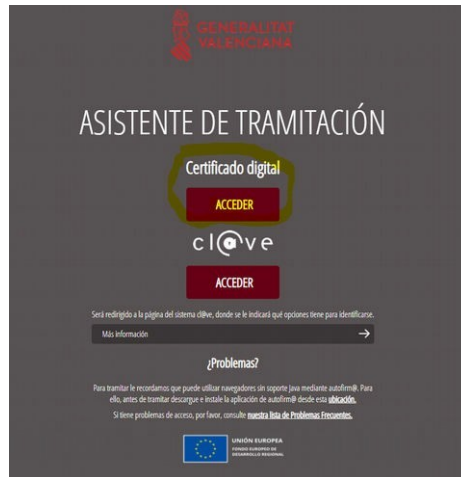 GENERALITAT
VALENCIANA
ASISTENTE DE TRAMITACIÓN
Certificado digital
ACCEDER
cl@ve
ACCEDER
Será redirigido a la página del sistema cl@ve, donde se le indicará qué opciones tiene para identificarse.
Más información
¿Problemas?
Para tramitar le recordamos que puede utilizar navegadores sin soporte Java mediante autofirm@. Para
ello, antes de tramitar descargue e instale la aplicación de autofirm@ desde esta ubicación.
Si tiene problemas de acceso, por favor, consulte nuestra lista de Problemas Frecuentes.
UNIÓN EUROPEA
FONDO EUROPEO DE
DESARROLLO REGIONAL